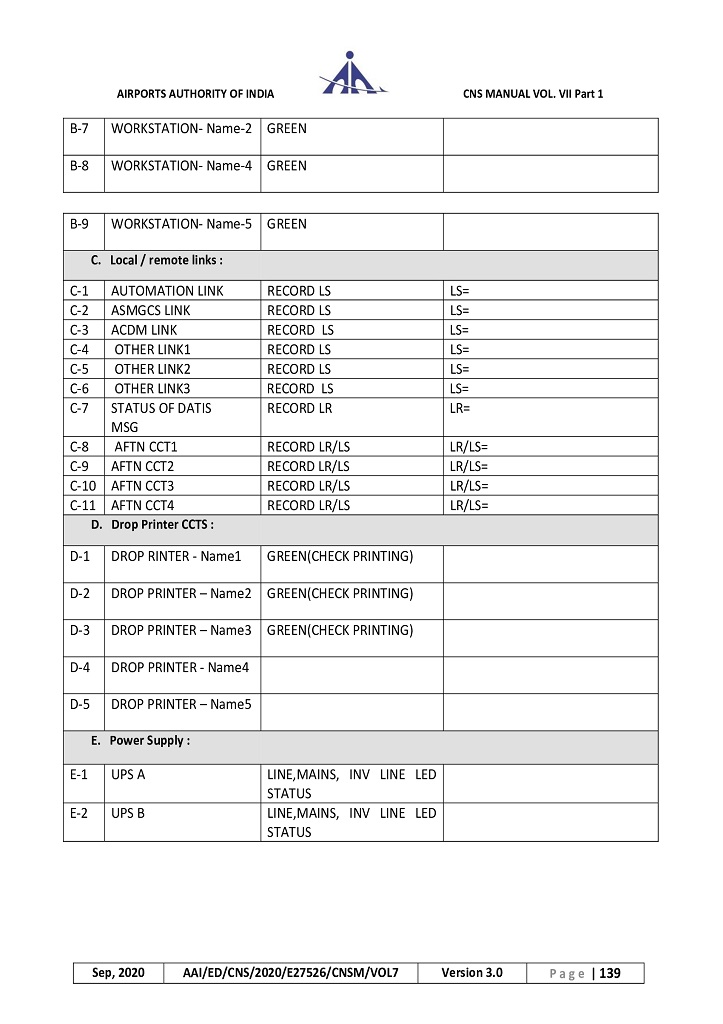 AIRPORTS AUTHORITY OF INDIA CNS MANUAL VOL. VII Part 1
B-7 WORKSTATION- Name-2 GREEN
B-8 WORKSTATION- Name-4 GREEN
B-9 WORKSTATION- Name-5 GREEN
C. Local / remote links :
C-1 AUTOMATION LINK RECORD LS LS=
C-2 ASMGCS LINK RECORD LS LS=
C-3 ACDM LINK RECORD LS LS=
C-4 OTHER LINK1 RECORD LS LS=
C-5 OTHER LINK2 RECORD LS LS=
C-6 OTHER LINK3 RECORD LS LS=
C-7 STATUS OF DATIS RECORD LR LR=
MSG
C-8 AFTN CCT1 RECORD LR/LS LR/LS=
C-9 AFTN CCT2 RECORD LR/LS LR/LS=
C-10 AFTN CCT3 RECORD LR/LS LR/LS=
C-11 AFTN CCT4 RECORD LR/LS LR/LS=
D. Drop Printer CCTS :
D-1 DROP RINTER - Name1 GREEN(CHECK PRINTING)
D-2 DROP PRINTER – Name2 GREEN(CHECK PRINTING)
D-3 DROP PRINTER – Name3 GREEN(CHECK PRINTING)
D-4 DROP PRINTER - Name4
D-5 DROP PRINTER – Name5
E. Power Supply :
E-1 UPS A LINE,MAINS, INV LINE LED
STATUS
E-2 UPS B LINE,MAINS, INV LINE LED
STATUS
Sep, 2020 AAI/ED/CNS/2020/E27526/CNSM/VOL7 Version 3.0 Page | 139